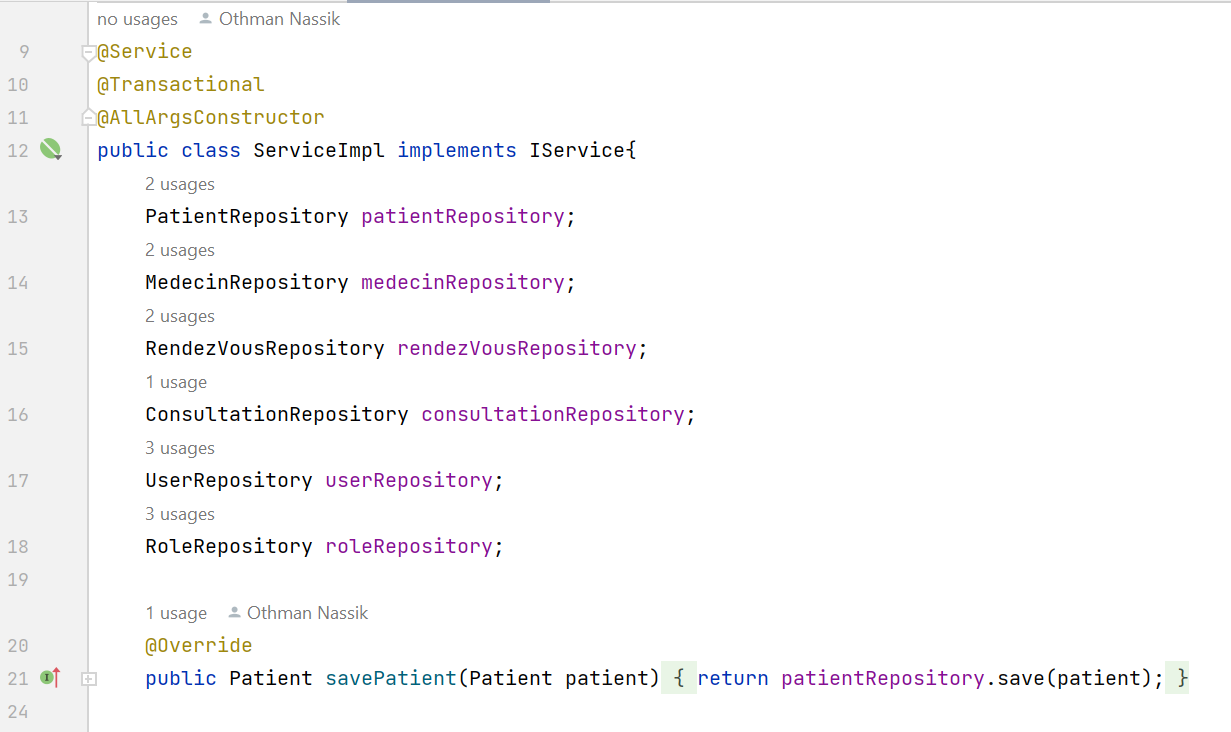 no usages Othman Nassik
9 @Service
10 @Transactional
11 @AllArgsConstructor
12 public class ServiceImpl implements IService{
2 usages
13 PatientRepository patientRepository;
2 usages
14 MedecinRepository medecinRepository;
2 usages
15 RendezVousRepository rendezVousRepository;
1 usage
16 ConsultationRepository consultationRepository;
3 usages
17 UserRepository userRepository;
3 usages
18 RoleRepository roleRepository;
19
1 usage Othman Nassik
20 @Override
21 public Patient savePatient(Patient patient) { return patientRepository.save(patient); }
24